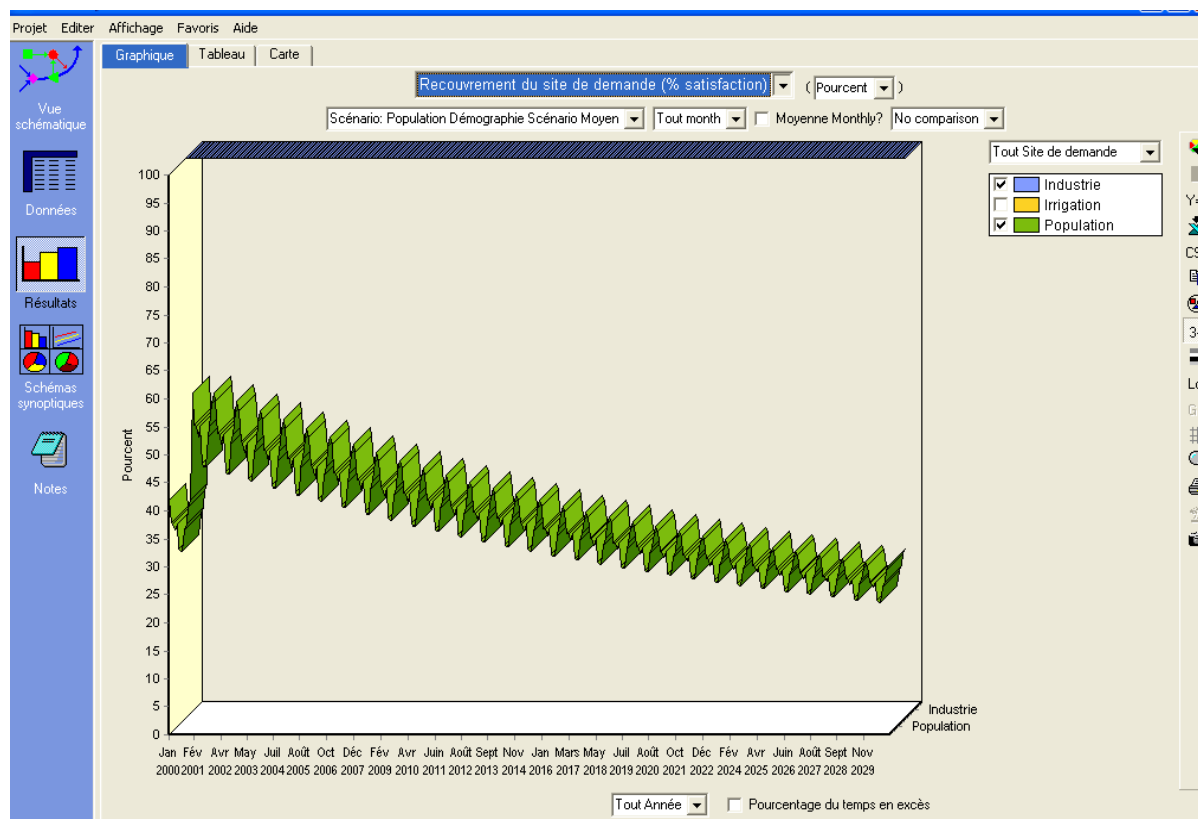 Projet Editer Affichage Favoris Aide
Graphique Tableau Carte
Recouvrement du site de demande (% satisfaction) ( Pourcent )
Scénario: Population Démographie Scénario Moyen Tout month Moyenne Monthly? No comparison
Vue
schématique
Données
Résultats
Schémas
synoptiques
Notes
Tout Site de demande
Industrie
Irrigation
Population
Pourcent
100
95
90
85
80
75
70
65
60
55
50
45
40
35
30
25
20
15
10
5
0
Industrie
Population
Jan Fév Avr May Juil Août Oct Déc Fév Avr Juin Août Sept Nov Jan Mars May Juil Août Oct Déc Fév Avr Juin Août Sept Nov
2000 2001 2002 2003 2004 2005 2006 2007 2009 2010 2011 2012 2013 2014 2016 2017 2018 2019 2020 2021 2022 2024 2025 2026 2027 2028 2029
Tout Année Pourcentage du temps en excès